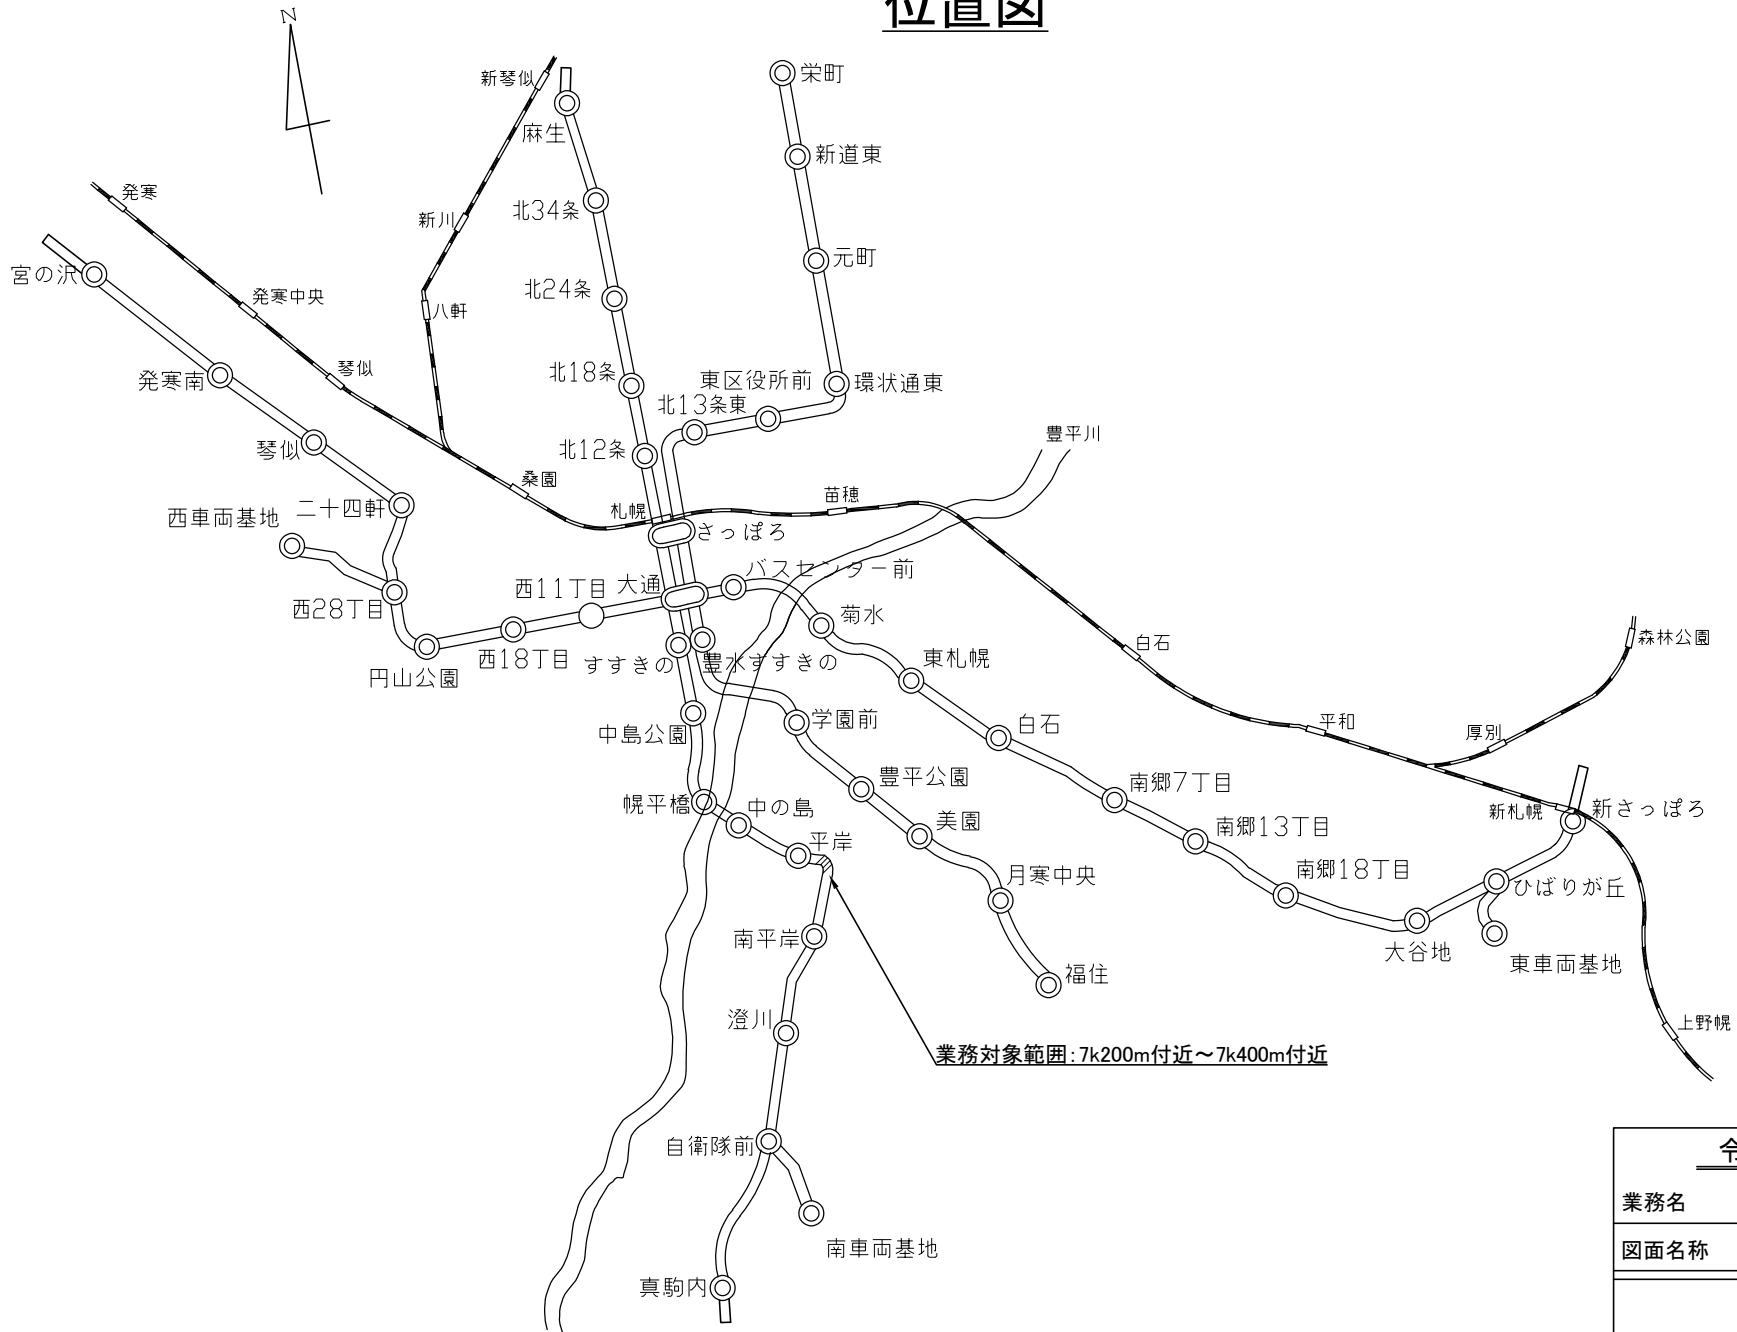 位置図
N
新琴似
麻生
栄町
新道東
発寒
新川
北34条
元町
宮の沢
発寒中央
北24条
八軒
琴似
発寒南
北18条
東区役所前
環状通東
北13条東
豊平川
琴似
北12条
桑園
苗穂
二十四軒
西車両基地
札幌
さっぽろ
バスセンター前
西11丁目
大通
西28丁目
菊水
白石
森林公園
円山公園
西18丁目
すすきの
豊水すすきの
東札幌
中島公園
学園前
白石
平和
厚別
豊平公園
南郷7丁目
幌平橋
中の島
美園
南郷13丁目
新札幌
新さっぽろ
平岸
月寒中央
南郷18丁目
ひばりが丘
南平岸
大谷地
東車両基地
福住
澄川
上野幌
業務対象範囲：7k200m付近～7k400m付近
自衛隊前
南車両基地
真駒内
令
業務名
図面名称